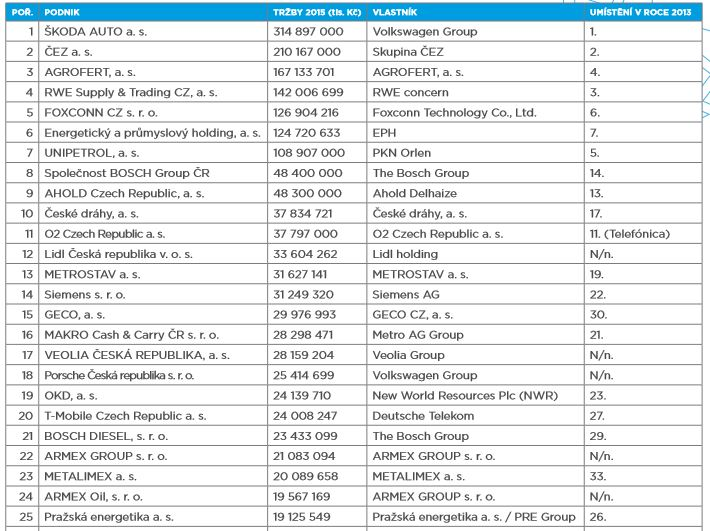 POŘ. PODNIK TRŽBY 2015 (tis. Kč) VLASTNÍK UMÍSTĚNÍ V ROCE 2013
1 ŠKODA AUTO a. s. 314 897 000 Volkswagen Group 1.
2 ČEZ a. s. 210 167 000 Skupina ČEZ 2.
3 AGROFERT, a. s. 167 133 701 AGROFERT, a. s. 4.
4 RWE Supply & Trading CZ, a. s. 142 006 699 RWE concern 3.
5 FOXCONN CZ s. r. o. 126 904 216 Foxconn Technology Co., Ltd. 6.
6 Energetický a průmyslový holding, a. s. 124 720 633 EPH 7.
7 UNIPETROL, a. s. 108 907 000 PKN Orlen 5.
8 Společnost BOSCH Group ČR 48 400 000 The Bosch Group 14.
9 AHOLD Czech Republic, a. s. 48 300 000 Ahold Delhaize 13.
10 České dráhy, a. s. 37 834 721 České dráhy, a. s. 17.
11 O2 Czech Republic a. s. 37 797 000 O2 Czech Republic a. s. 11. (Telefónica)
12 Lidl Česká republika v. o. s. 33 604 262 Lidl holding N/n.
13 METROSTAV a. s. 31 627 141 METROSTAV a. s. 19.
14 Siemens s. r. o. 31 249 320 Siemens AG 22.
15 GECO, a. s. 29 976 993 GECO CZ, a. s. 30.
16 MAKRO Cash & Carry ČR s. r. o. 28 298 471 Metro AG Group 21.
17 VEOLIA ČESKÁ REPUBLIKA, a. s. 28 159 204 Veolia Group N/n.
18 Porsche Česká republika s. r. o. 25 414 699 Volkswagen Group N/n.
19 OKD, a. s. 24 139 710 New World Resources Plc (NWR) 23.
20 T-Mobile Czech Republic a. s. 24 008 247 Deutsche Telekom 27.
21 BOSCH DIESEL, s. r. o. 23 433 099 The Bosch Group 29.
22 ARMEX GROUP s. r. o. 21 083 094 ARMEX GROUP s. r. o. N/n.
23 METALIMEX a. s. 20 089 658 METALIMEX a. s. 33.
24 ARMEX Oil, s. r. o. 19 567 169 ARMEX GROUP s. r. o. N/n.
25 Pražská energetika a. s. 19 125 549 Pražská energetika a. s. / PRE Group 26.